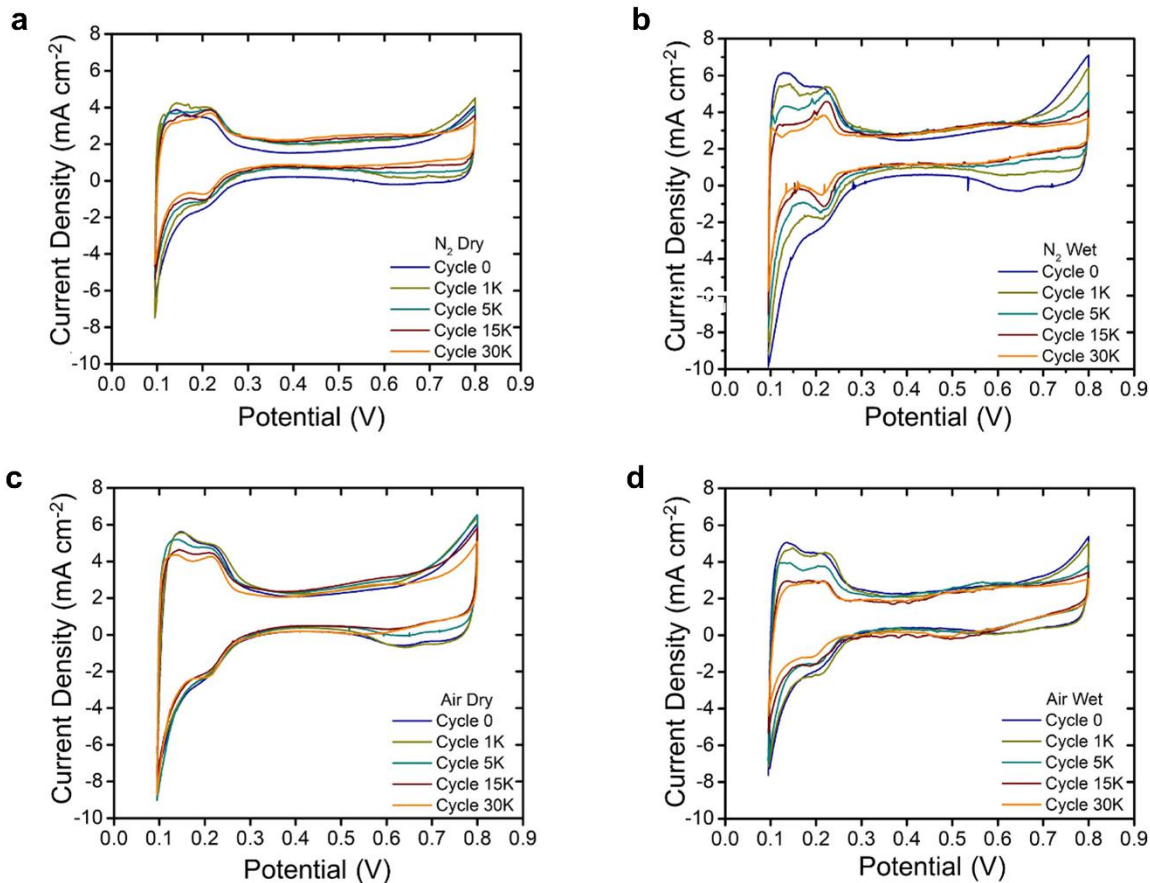 a
Current Density (mA cm-2)
8
6
4
2
0
-2
-4
-6
-8
-10
N2 Dry
Cycle 0
Cycle 1K
Cycle 5K
Cycle 15K
Cycle 30K
0.0 0.1 0.2 0.3 0.4 0.5 0.6 0.7 0.8 0.9
Potential (V)
b
Current Density (mA cm-2)
8
6
4
2
0
-2
-4
-6
-8
-10
N2 Wet
Cycle 0
Cycle 1K
Cycle 5K
Cycle 15K
Cycle 30K
0.0 0.1 0.2 0.3 0.4 0.5 0.6 0.7 0.8 0.9
Potential (V)
c
Current Density (mA cm-2)
8
6
4
2
0
-2
-4
-6
-8
-10
Air Dry
Cycle 0
Cycle 1K
Cycle 5K
Cycle 15K
Cycle 30K
0.0 0.1 0.2 0.3 0.4 0.5 0.6 0.7 0.8 0.9
Potential (V)
d
Current Density (mA cm-2)
8
6
4
2
0
-2
-4
-6
-8
-10
Air Wet
Cycle 0
Cycle 1K
Cycle 5K
Cycle 15K
Cycle 30K
0.0 0.1 0.2 0.3 0.4 0.5 0.6 0.7 0.8 0.9
Potential (V)